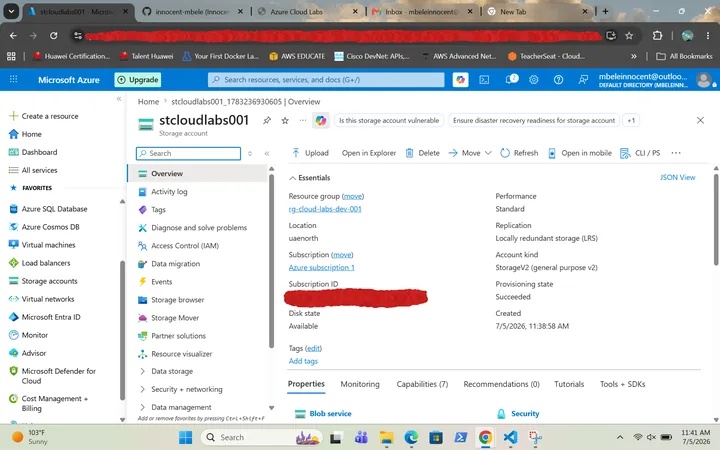 stcloudlabs001 - Microsoft Az
innocent-mbele (Innocen
Azure Cloud Labs
Inbox - mbeleinnocent@
New Tab
Huawei Certification...
Talent Huawei
Your First Docker La...
AWS EDUCATE
Cisco DevNet: APIs,...
AWS Advanced Net...
TeacherSeat - Cloud...
All Bookmarks
Microsoft Azure
Upgrade
Search resources, services, and docs (G+/)
mbeleinnocent@outloo...
DEFAULT DIRECTORY (MBELEINN...
Create a resource
Home
Dashboard
All services
FAVORITES
Azure SQL Database
Azure Cosmos DB
Virtual machines
Load balancers
Storage accounts
Virtual networks
Microsoft Entra ID
Monitor
Advisor
Microsoft Defender for
Cloud
Cost Management +
Billing
Home
stcloudlabs001_1783236930605 | Overview
stcloudlabs001
Storage account
Is this storage account vulnerable
Ensure disaster recovery readiness for storage account
+1
Search
Overview
Activity log
Tags
Diagnose and solve problems
Access Control (IAM)
Data migration
Events
Storage browser
Storage Mover
Partner solutions
Resource visualizer
Data storage
Security + networking
Data management
Add or remove favorites by pressing Ctrl+Shift+F
Upload
Open in Explorer
Delete
Move
Refresh
Open in mobile
CLI / PS
Essentials
JSON View
Resource group (move)
rg-cloud-labs-dev-001
Location
uaenorth
Subscription (move)
Azure subscription 1
Subscription ID
Disk state
Available
Tags (edit)
Add tags
Performance
Standard
Replication
Locally redundant storage (LRS)
Account kind
StorageV2 (general purpose v2)
Provisioning state
Succeeded
Created
7/5/2026, 11:38:58 AM
Properties
Monitoring
Capabilities (7)
Recommendations (0)
Tutorials
Tools + SDKs
Blob service
Security
103°F
Sunny
Search
11:41 AM
7/5/2026